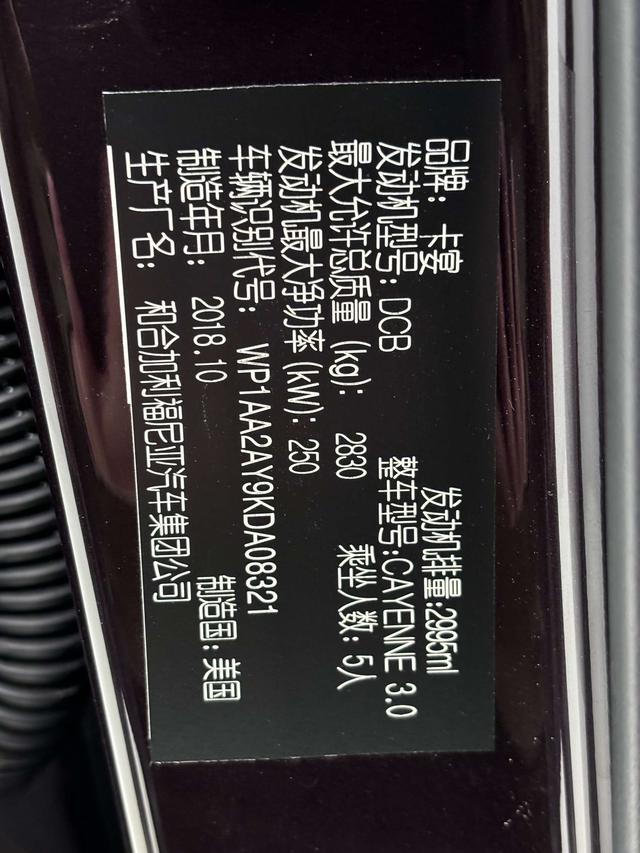 品牌: 卡宴 发动机排量:2995ml
发动机型号: DCB 整车型号:CAYENNE 3.0
最大允许总质量 (kg): 2830 乘坐人数: 5人
发动机最大净功率 (kW): 250
车辆识别代号: WP1AA2AY9KDA08321
制造年月: 2018.10 制造国: 美国
生产厂名: 和合加利福尼亚汽车集团公司